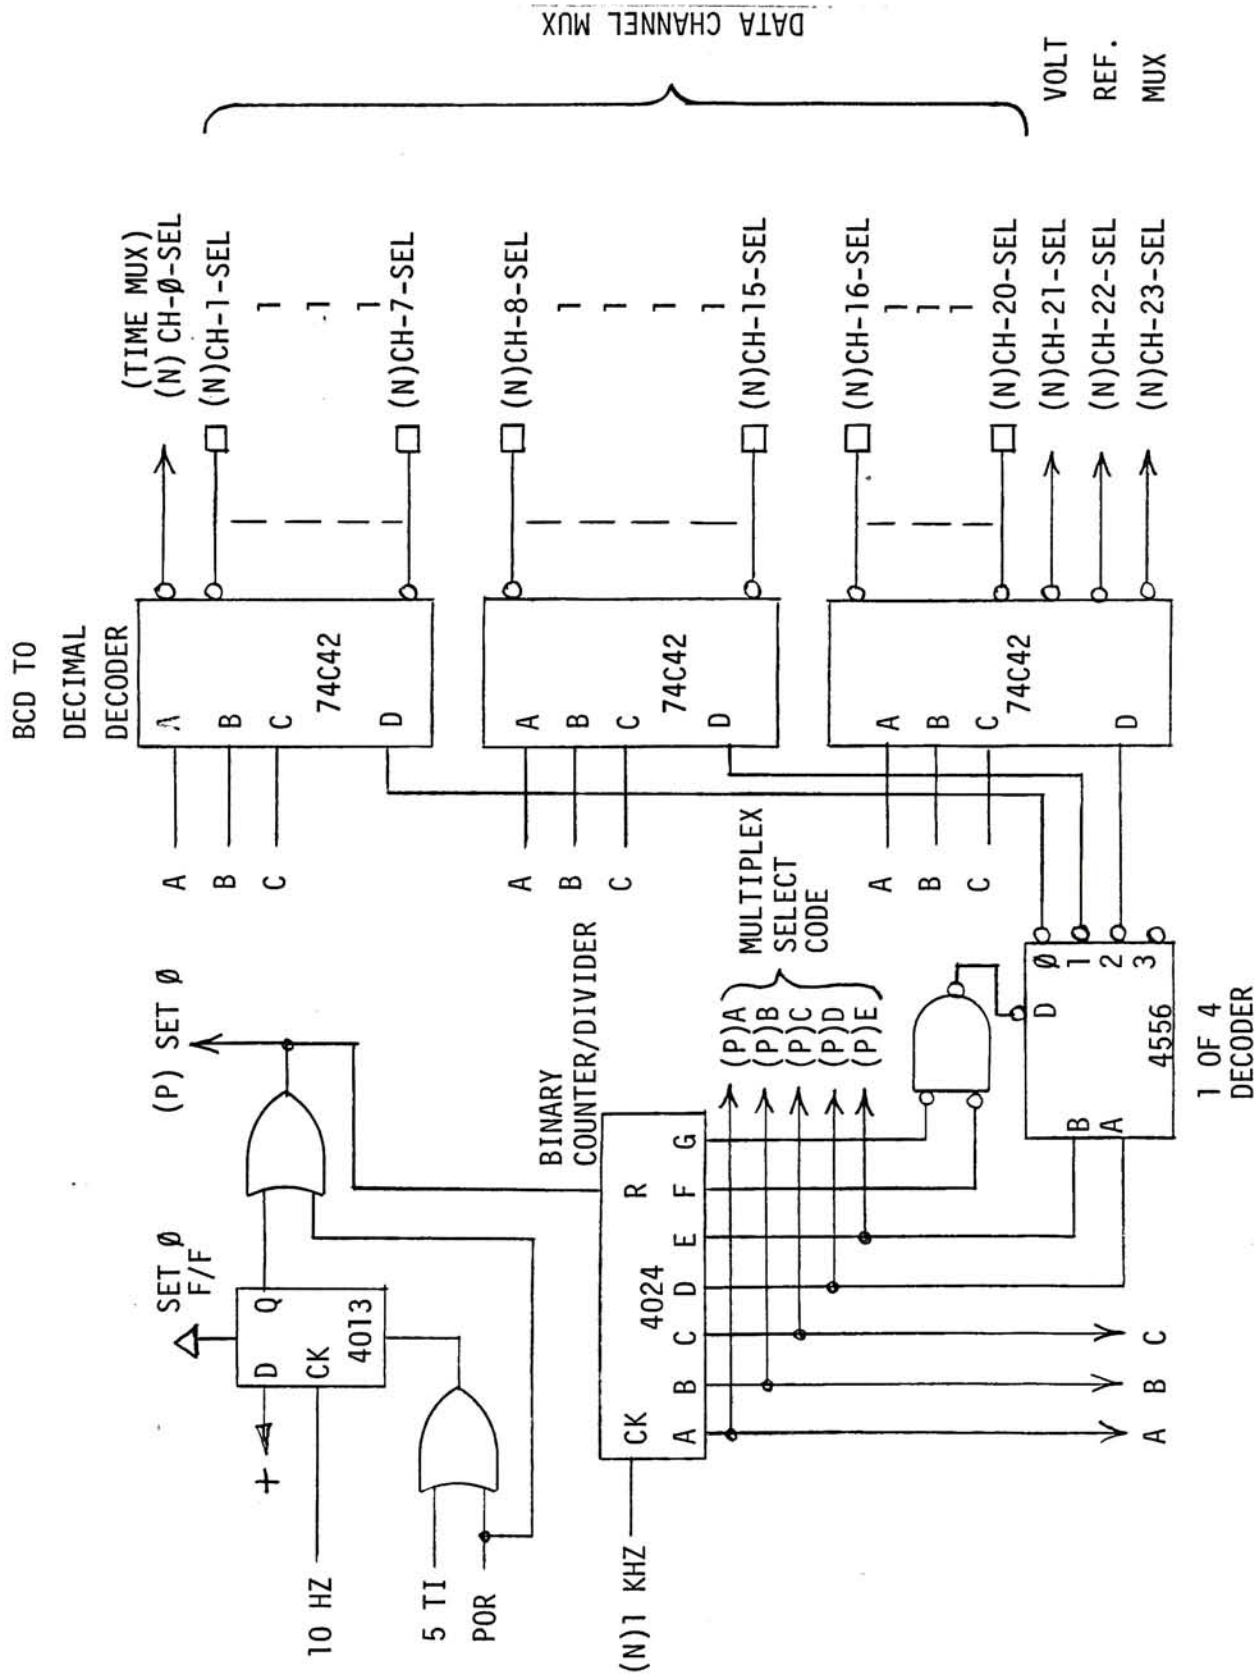 SET Ø
F/F
(P) SET Ø
+
D
Q
CK
4013
10 HZ
5 TI
POR
(N)1 KHZ
BINARY
COUNTER/DIVIDER
CK
R
4024
A
B
C
D
E
F
G
A
B
C
(P)A
(P)B
(P)C
(P)D
(P)E
MULTIPLEX
SELECT
CODE
B
A
D
Ø
1
2
3
4556
1 OF 4
DECODER
BCD TO
DECIMAL
DECODER
A
B
C
A
B
C
D
74C42
A
B
C
A
B
C
D
74C42
A
B
C
A
B
C
D
74C42
(TIME MUX)
(N) CH-Ø-SEL
(N)CH-1-SEL
(N)CH-7-SEL
(N)CH-8-SEL
(N)CH-15-SEL
(N)CH-16-SEL
(N)CH-20-SEL
(N)CH-21-SEL
(N)CH-22-SEL
(N)CH-23-SEL
DATA CHANNEL MUX
VOLT
REF.
MUX